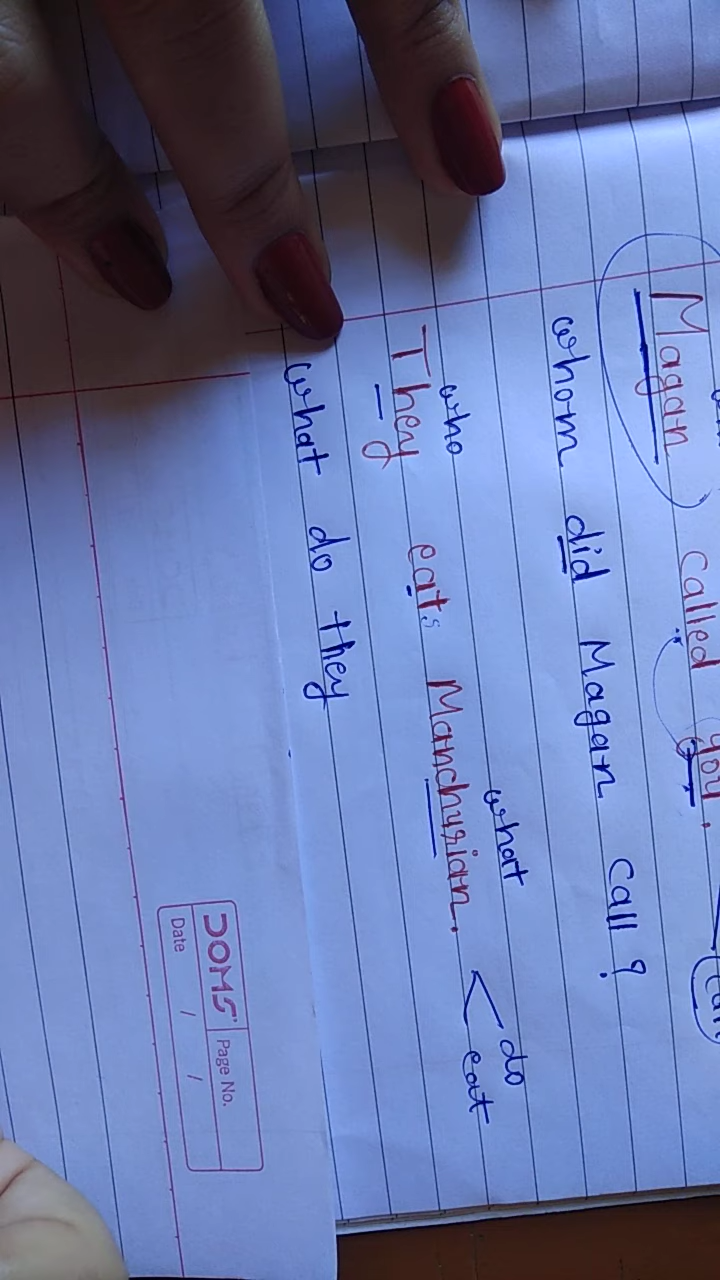 Magan called you.
whom did Magan call?
who what do
They eats Manchurian. < eat
what do they
DOMS Page No.
Date / /